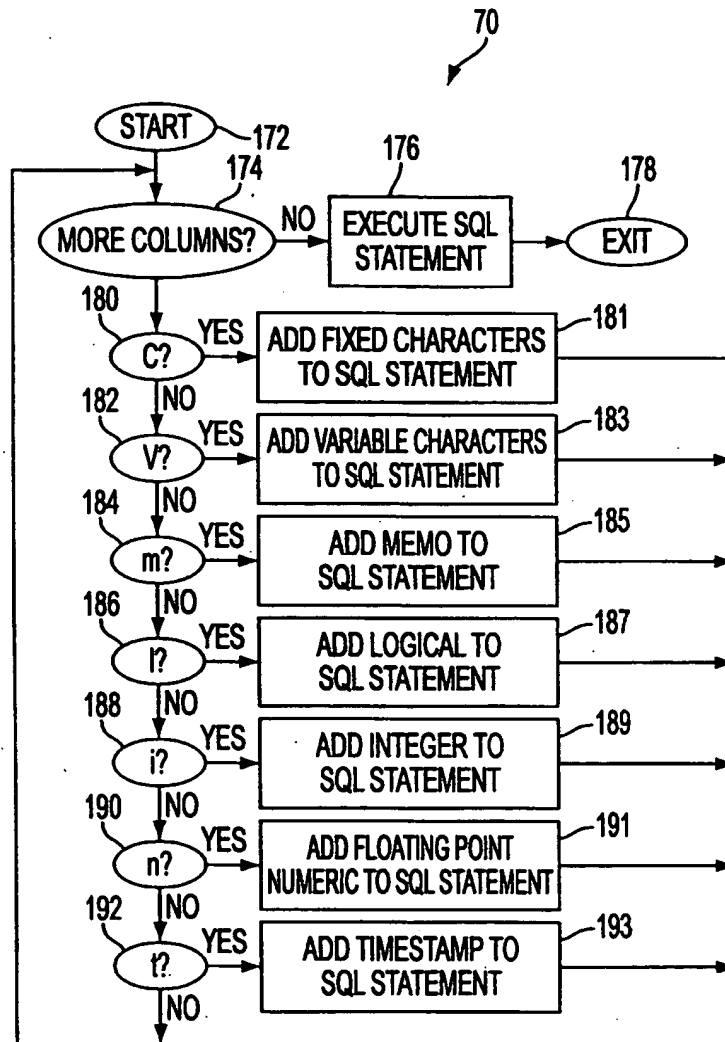 70
START
172
174
176
178
MORE COLUMNS?
NO
EXECUTE SQL
STATEMENT
EXIT
180
C?
YES
ADD FIXED CHARACTERS
TO SQL STATEMENT
181
NO
182
V?
YES
ADD VARIABLE CHARACTERS
TO SQL STATEMENT
183
NO
184
m?
YES
ADD MEMO TO
SQL STATEMENT
185
NO
186
l?
YES
ADD LOGICAL TO
SQL STATEMENT
187
NO
188
i?
YES
ADD INTEGER TO
SQL STATEMENT
189
NO
190
n?
YES
ADD FLOATING POINT
NUMERIC TO SQL STATEMENT
191
NO
192
t?
YES
ADD TIMESTAMP TO
SQL STATEMENT
193
NO